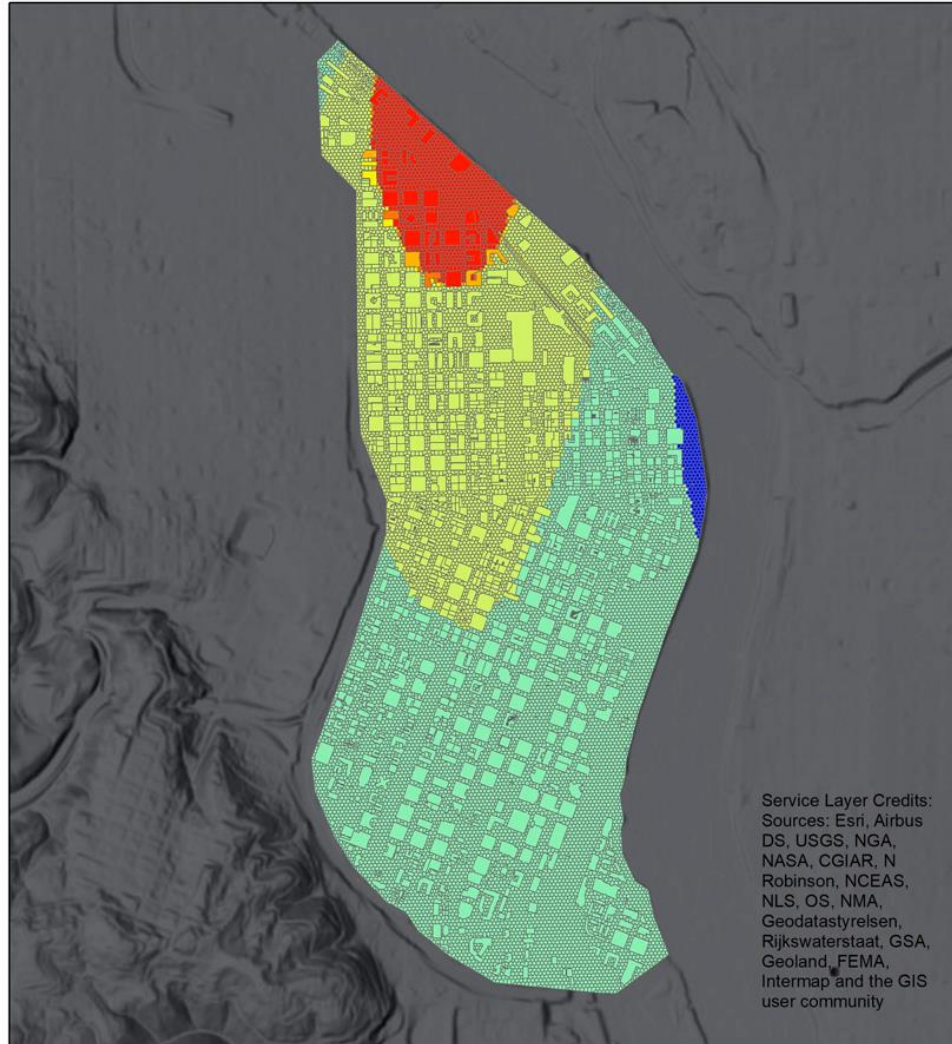 Service Layer Credits:
Sources: Esri, Airbus
DS, USGS, NGA,
NASA, CGIAR, N
Robinson, NCEAS,
NLS, OS, NMA,
Geodatastyrelsen,
Rijkswaterstaat, GSA,
Geoland, FEMA,
Intermap and the GIS
user community